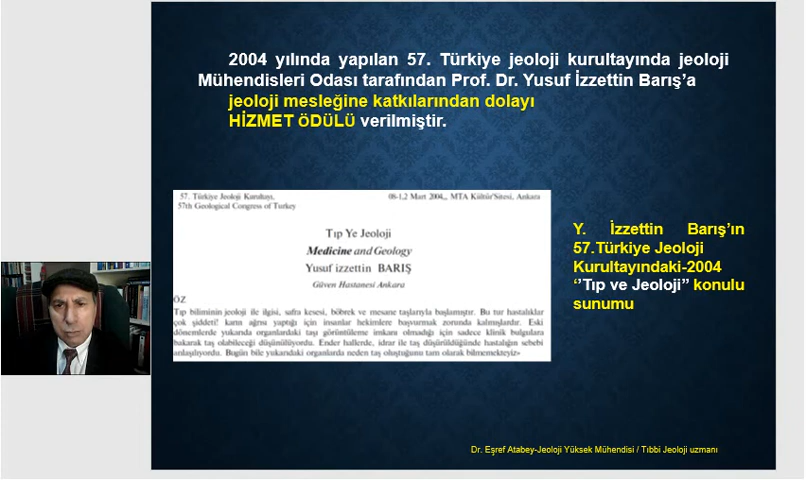 2004 yılında yapılan 57. Türkiye jeoloji kurultayında jeoloji
Mühendisleri Odası tarafından Prof. Dr. Yusuf İzzettin Barış’a
jeoloji mesleğine katkılarından dolayı
HİZMET ÖDÜLÜ verilmiştir.
57. Türkiye Jeoloji Kurultayı, 08-1,2 Mart 2004,, MTA Kültür'Sitesi, Ankara
57th Geological Congress of Turkey
Tıp Ye Jeoloji
Medicine and Geology
Yusuf izzettin BARIŞ
Güven Hastanesi Ankara
ÖZ
Tıp biliminin jeoloji ile ilgisi, safra kesesi, böbrek ve mesane taşlarıyla başlamıştır. Bu tur hastalıklar
çok şiddeti! karın ağrısı yaptığı için insanlar hekimlere başvurmak zorunda kalmışlardır. Eski
dönemlerde yukarıda organlardaki taşı görüntüleme imkanı olmadığı için sadece klinik bulgulara
bakarak taş olabileceği düşünülüyordu. Ender hallerde, idrar ile taş düşürüldüğünde hastalığın sebebi
anlaşılıyordu. Bugün bile yukarıdaki organlarda neden taş oluştuğunu tam olarak bilmemekteyiz»
Y. İzzettin Barış’ın
57.Türkiye Jeoloji
Kurultayındaki-2004
‘’Tıp ve Jeoloji” konulu
sunumu
Dr. Eşref Atabey-Jeoloji Yüksek Mühendisi / Tıbbi Jeoloji uzmanı